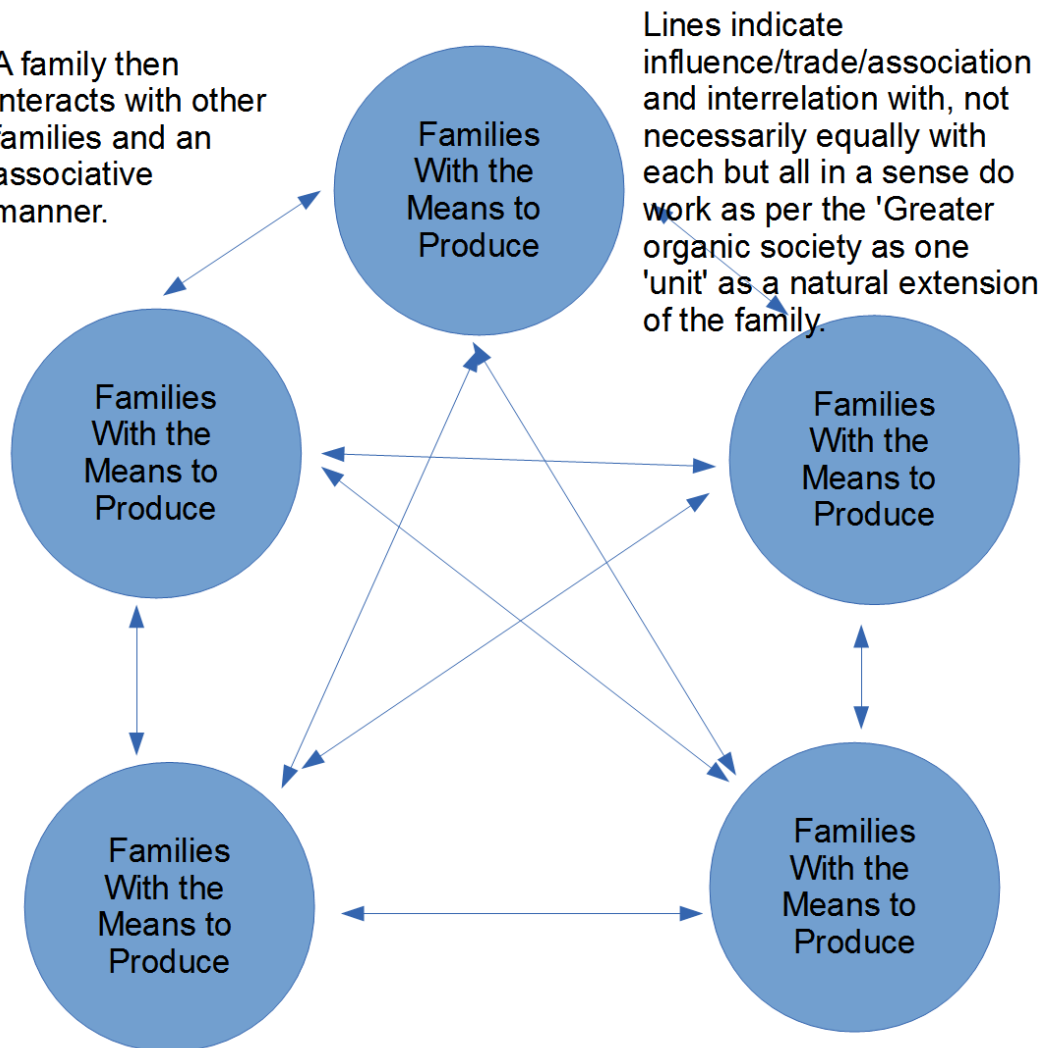 A family then
interacts with other
families and an
associative
manner.
Lines indicate
influence/trade/association
and interrelation with, not
necessarily equally with
each but all in a sense do
work as per the 'Greater
organic society as one
'unit' as a natural extension
of the family.
Families
With the
Means to
Produce
Families
With the
Means to
Produce
Families
With the
Means to
Produce
Families
With the
Means to
Produce
Families
With the
Means to
Produce